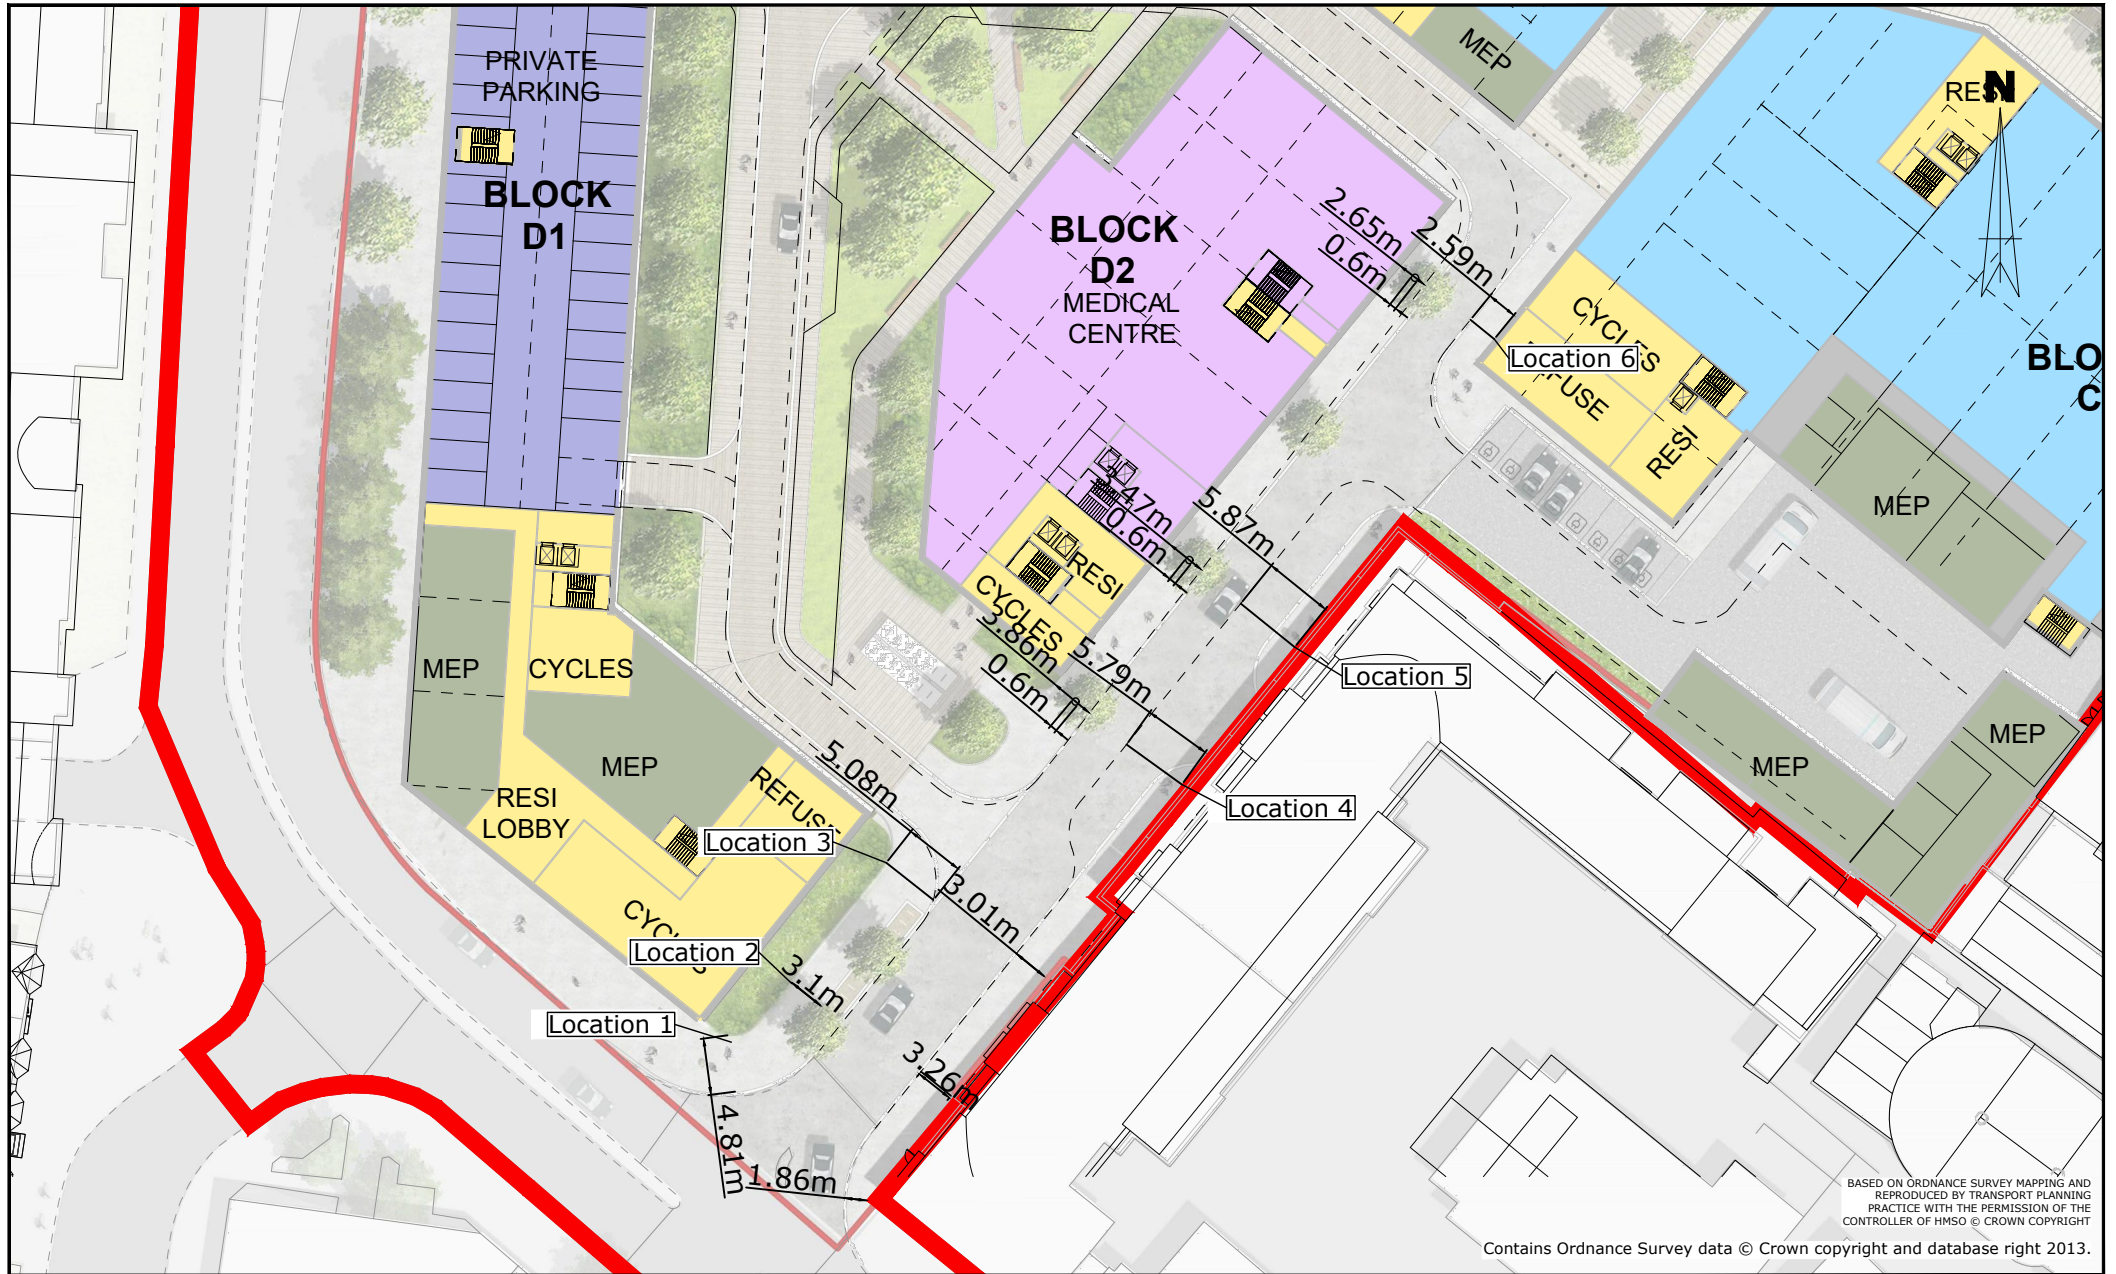 PRIVATE
PARKING
BLOCK
D1
MEP
RESI
N
BLOCK
D2
MEDICAL
CENTRE
2.65m
0.6m
2.59m
CYCLES
Location 6
RESI
BLO
C
MEP
5.87m
0.6m
RESI
CYCLES
3.86m
0.6m
5.79m
Location 5
MEP
CYCLES
MEP
RESI
LOBBY
REFUSE
5.08m
Location 3
Location 4
MEP
MEP
3.01m
Location 2
3.1m
Location 1
3.26m
4.81m
1.86m
BASED ON ORDNANCE SURVEY MAPPING AND
REPRODUCED BY TRANSPORT PLANNING
PRACTICE WITH THE PERMISSION OF THE
CONTROLLER OF HMSO © CROWN COPYRIGHT
Contains Ordnance Survey data © Crown copyright and database right 2013.